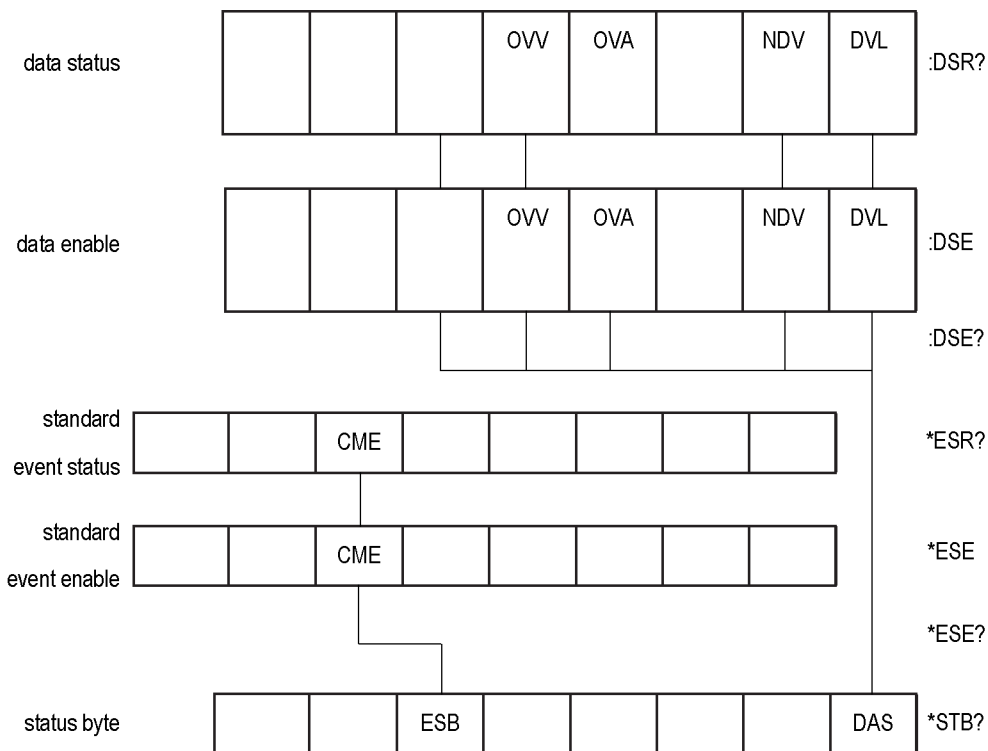 OVV OVA NDV DVL
data status :DSR?
OVV OVA NDV DVL
data enable :DSE
:DSE?
standard
CME *ESR?
event status
standard
CME *ESE
event enable
*ESE?
status byte ESB DAS *STB?